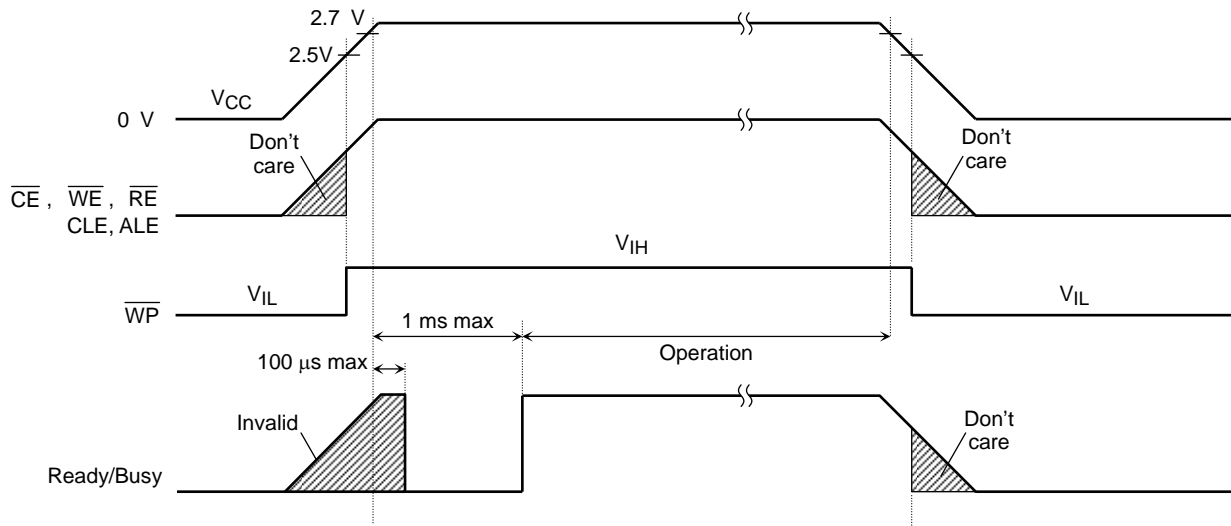 2.7 V
2.5V
VCC
0 V
Don't
care
Don't
care
CE , WE , RE
CLE, ALE
VIH
VIL
VIL
WP
1 ms max
Operation
100 μs max
Invalid
Don't
care
Ready/Busy